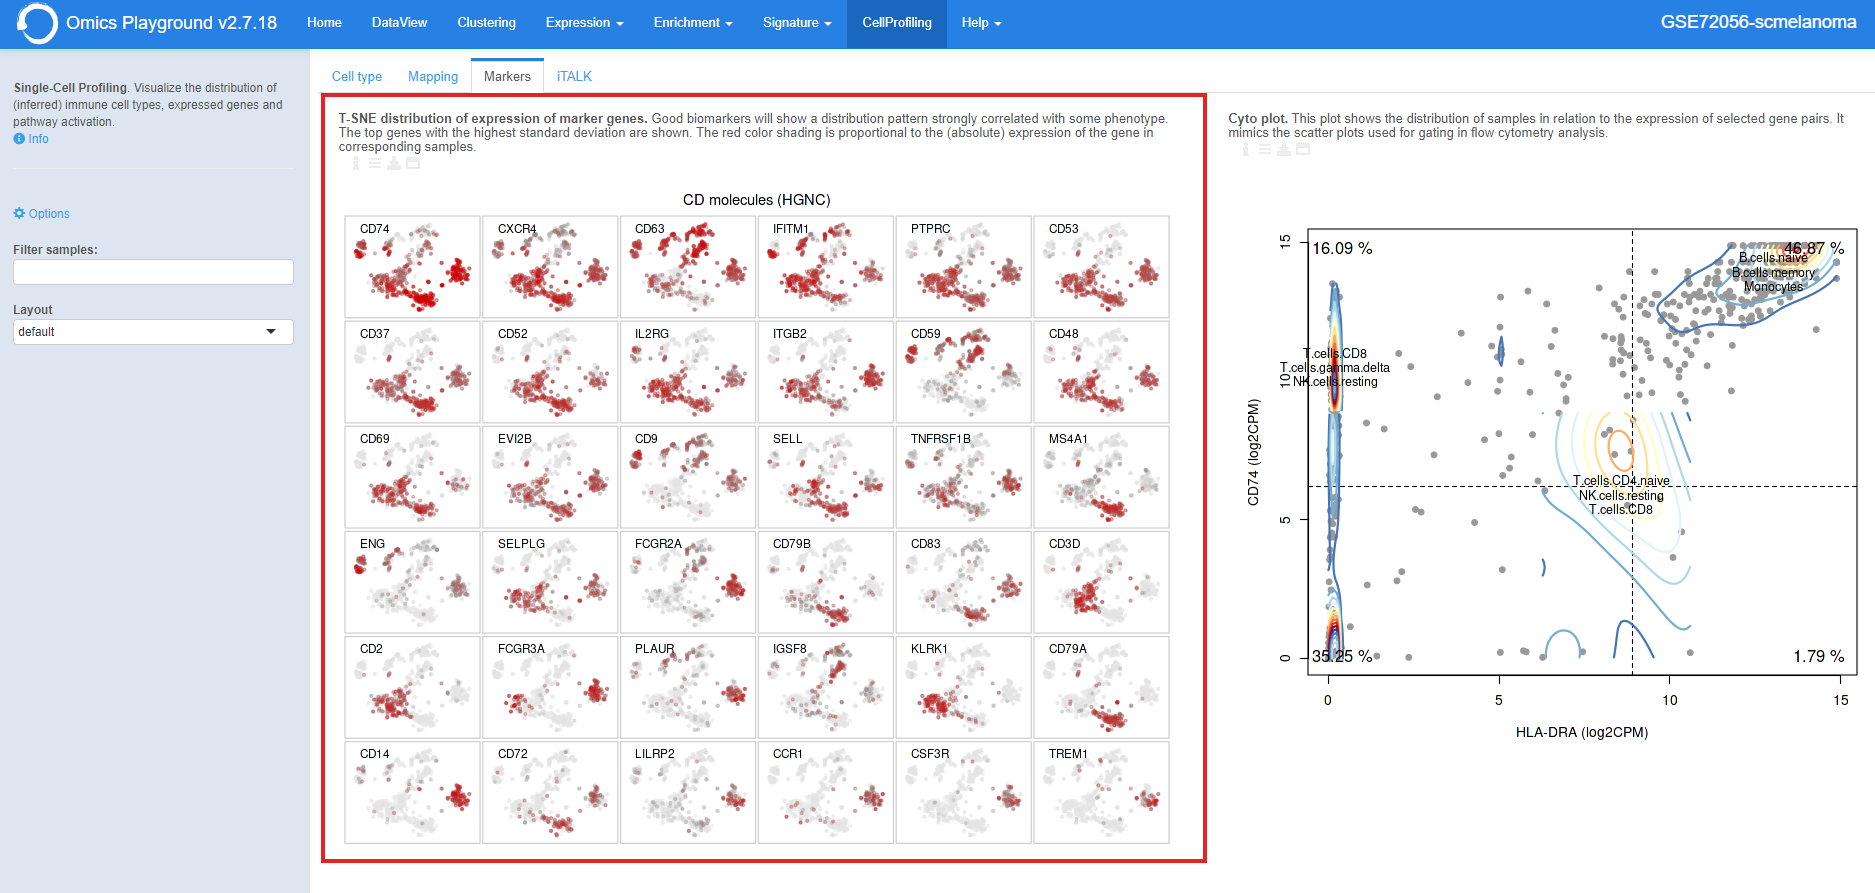 Omics Playground v2.7.18
Home
DataView
Clustering
Expression
Enrichment
Signature
CellProfiling
Help
GSE72056-scmelanoma
Single-Cell Profiling. Visualize the distribution of
(inferred) immune cell types, expressed genes and
pathway activation.
Info
Options
Filter samples:
Layout
default
Cell type
Mapping
Markers
iTALK
T-SNE distribution of expression of marker genes. Good biomarkers will show a distribution pattern strongly correlated with some phenotype.
The top genes with the highest standard deviation are shown. The red color shading is proportional to the (absolute) expression of the gene in
corresponding samples.
CD molecules (HGNC)
CD74
CXCR4
CD63
IFITM1
PTPRC
CD53
CD37
CD52
IL2RG
ITGB2
CD59
CD48
CD69
EVI2B
CD9
SELL
TNFRSF1B
MS4A1
ENG
SELPLG
FCGR2A
CD79B
CD83
CD3D
CD2
FCGR3A
PLAUR
IGSF8
KLRK1
CD79A
CD14
CD72
LILRP2
CCR1
CSF3R
TREM1
Cyto plot. This plot shows the distribution of samples in relation to the expression of selected gene pairs. It
mimics the scatter plots used for gating in flow cytometry analysis.
16.09 %
46.87 %
B.cells.naive
B.cells.memory
Monocytes
T.cells.CD8
T.cells.gamma.delta
NK.cells.resting
T.cells.CD4.naive
NK.cells.resting
T.cells.CD8
35.25 %
1.79 %
15
10
5
0
CD74 (log2CPM)
0
5
10
15
HLA-DRA (log2CPM)